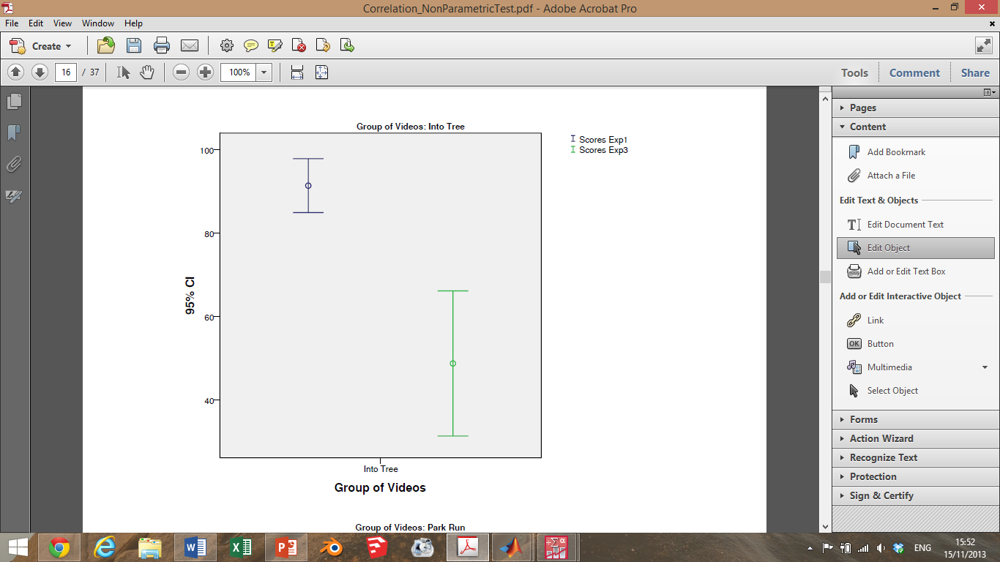 Correlation_NonParametricTest.pdf - Adobe Acrobat Pro
File Edit View Window Help
Create
16 / 37 100% Tools Comment Share
Group of Videos: Into Tree
Scores Exp1
Scores Exp3
100
80
60
40
95% CI
Into Tree
Group of Videos
Group of Videos: Park Run
Pages
Content
Add Bookmark
Attach a File
Edit Text & Objects
Edit Document Text
Edit Object
Add or Edit Text Box
Add or Edit Interactive Object
Link
OK Button
Multimedia
Select Object
Forms
Action Wizard
Recognize Text
Protection
Sign & Certify
ENG
15:52
15/11/2013